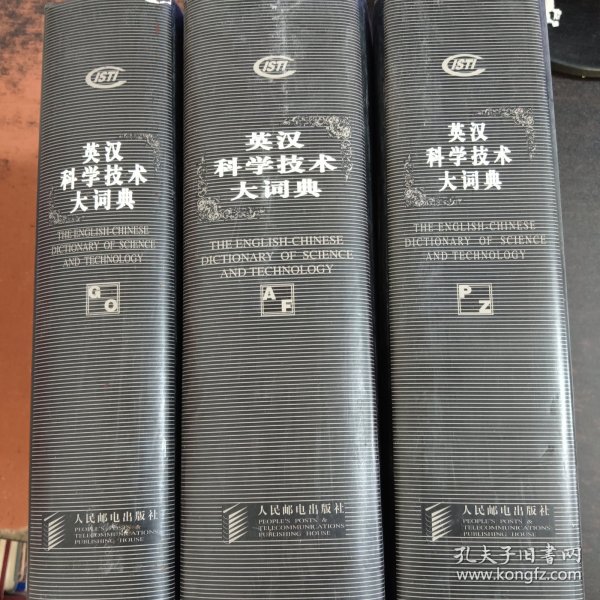 ISTI
英汉
科学技术
大词典
THE ENGLISH-CHINESE
DICTIONARY OF SCIENCE
AND TECHNOLOGY
G
O
人民邮电出版社
PEOPLE'S POSTS &
TELECOMMUNICATIONS
PUBLISHING HOUSE
ISTI
英汉
科学技术
大词典
THE ENGLISH-CHINESE
DICTIONARY OF SCIENCE
AND TECHNOLOGY
A
F
人民邮电出版社
PEOPLE'S POSTS &
TELECOMMUNICATIONS
PUBLISHING HOUSE
ISTI
英汉
科学技术
大词典
THE ENGLISH-CHINESE
DICTIONARY OF SCIENCE
AND TECHNOLOGY
P
Z
人民邮电出版社
PEOPLE'S POSTS &
TELECOMMUNICATIONS
PUBLISHING HOUSE
孔夫子旧书网
www.kongfz.com